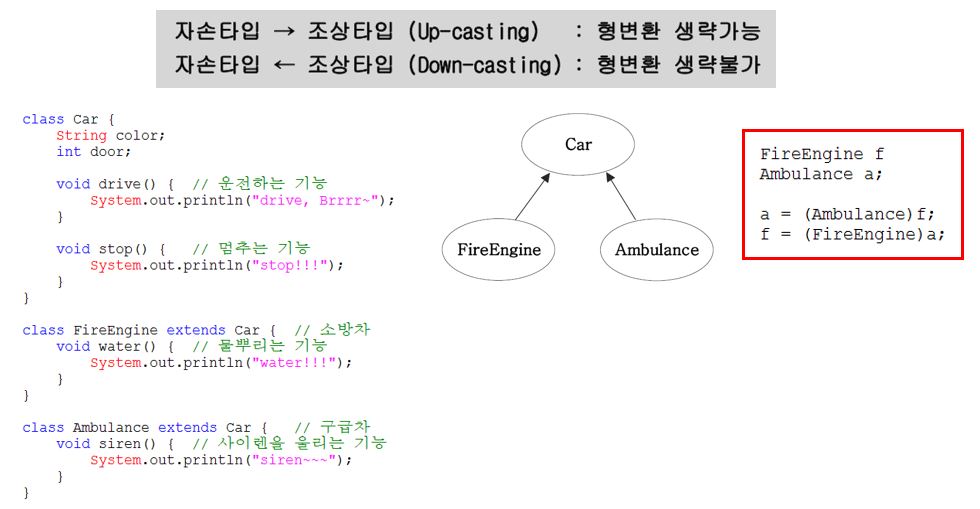 자손타입 → 조상타입 (Up-casting) : 형변환 생략가능
자손타입 ← 조상타입 (Down-casting) : 형변환 생략불가
class Car {
String color;
int door;
void drive() { // 운전하는 기능
System.out.println("drive, Brrrr~");
}
void stop() { // 멈추는 기능
System.out.println("stop!!!");
}
}
class FireEngine extends Car { // 소방차
void water() { // 물뿌리는 기능
System.out.println("water!!!");
}
}
class Ambulance extends Car { // 구급차
void siren() { // 사이렌을 울리는 기능
System.out.println("siren~~~");
}
}
Car
FireEngine
Ambulance
FireEngine f
Ambulance a;
a = (Ambulance)f;
f = (FireEngine)a;